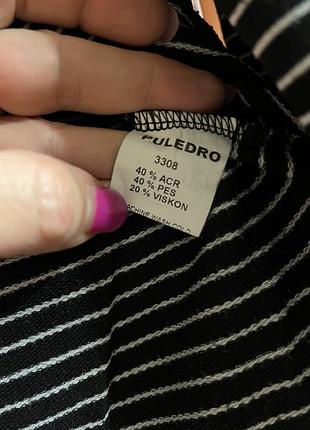 PULEDRO
3308
40 % ACR
40 % PES
20 % VISKON
MACHINE WASH COLD